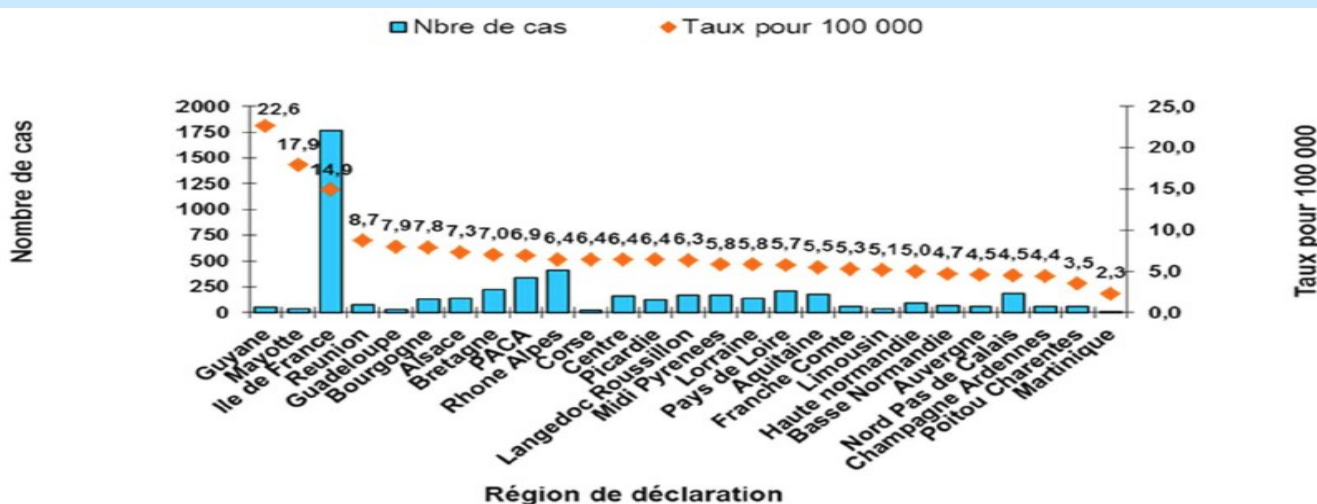 Nbre de cas Taux pour 100 000
Nombre de cas
2000
1750
1500
1250
1000
750
500
250
0
22,6
17,9
14,9
8,7
7,9
7,8
7,3
7,0
6,9
6,4
6,4
6,4
6,4
6,3
5,8
5,8
5,7
5,5
5,3
5,1
5,0
4,7
4,5
4,5
4,4
3,5
2,3
25,0
20,0
15,0
10,0
5,0
0,0
Taux pour 100 000
Guyane
Mayotte
Ile de France
Reunion
Guadeloupe
Bourgogne
Alsace
Bretagne
PACA
Rhone Alpes
Corse
Centre
Picardie
Langedoc Roussillon
Midi Pyrenees
Lorraine
Pays de Loire
Aquitaine
Franche Comte
Limousin
Haute normandie
Basse Normandie
Auvergne
Nord Pas de Calais
Champagne Ardennes
Poitou Charentes
Martinique
Région de déclaration